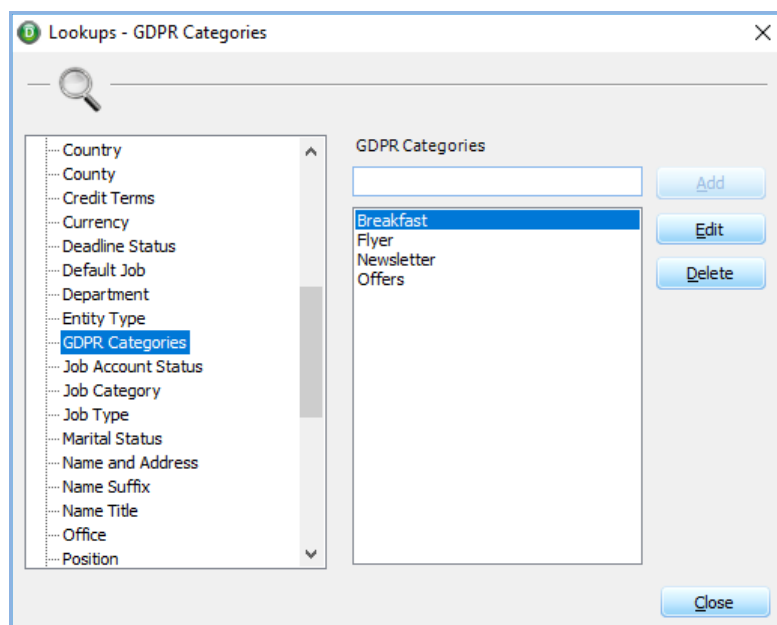 Lookups - GDPR Categories
Country
County
Credit Terms
Currency
Deadline Status
Default Job
Department
Entity Type
GDPR Categories
Job Account Status
Job Category
Job Type
Marital Status
Name and Address
Name Suffix
Name Title
Office
Position
GDPR Categories
Add
Breakfast
Flyer
Newsletter
Offers
Edit
Delete
Close